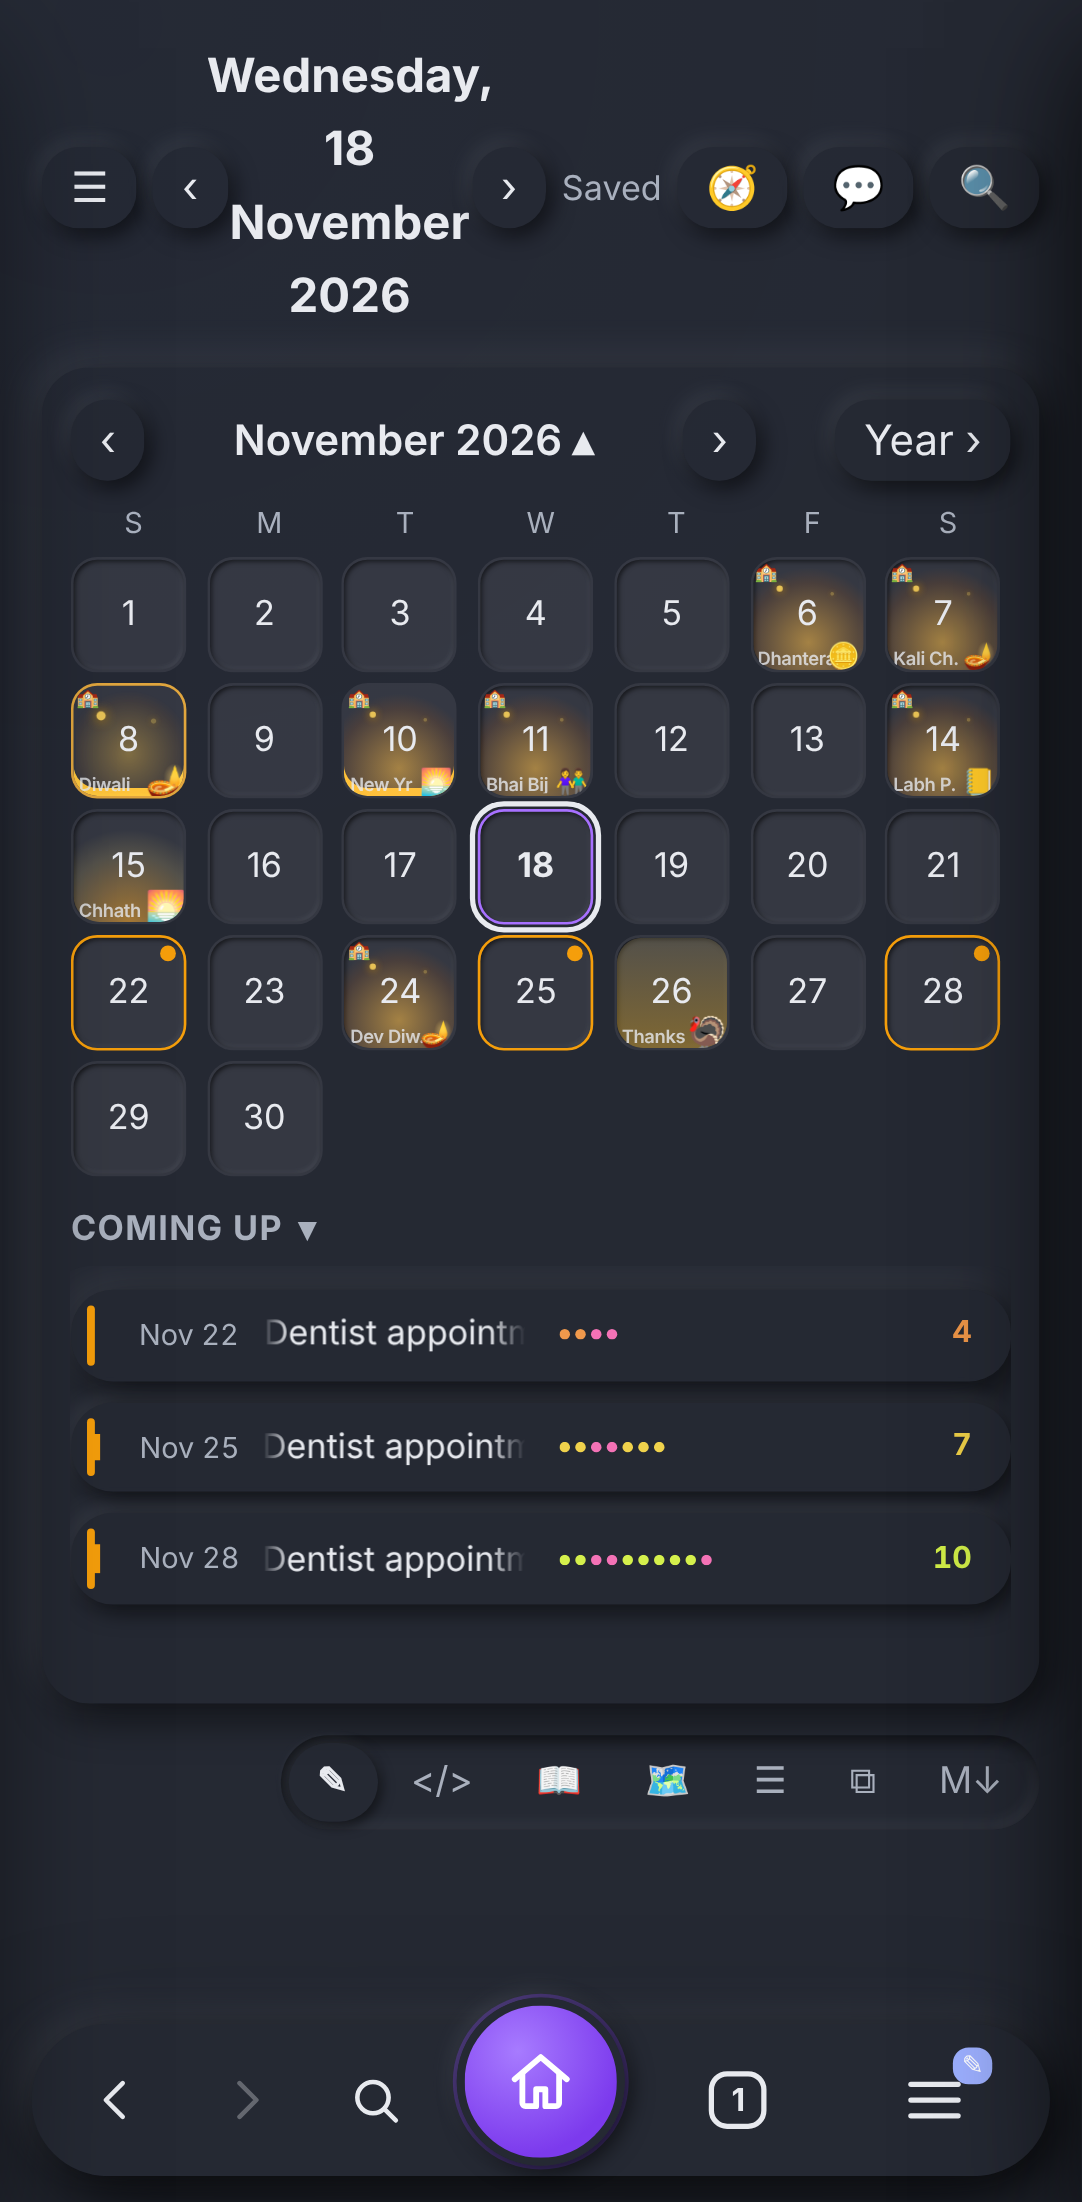 Wednesday,
18
November
2026
Saved
November 2026 ▴
Year ›
S M T W T F S
1 2 3 4 5 6 7
Dhantera Kali Ch.
8 9 10 11 12 13 14
Diwali New Yr Bhai Bij Labh P.
15 16 17 18 19 20 21
Chhath
22 23 24 25 26 27 28
Dev Diw. Thanks
29 30
COMING UP ▾
Nov 22 Dentist appoint 4
Nov 25 Dentist appoint 7
Nov 28 Dentist appoint 10
</> M↓
1